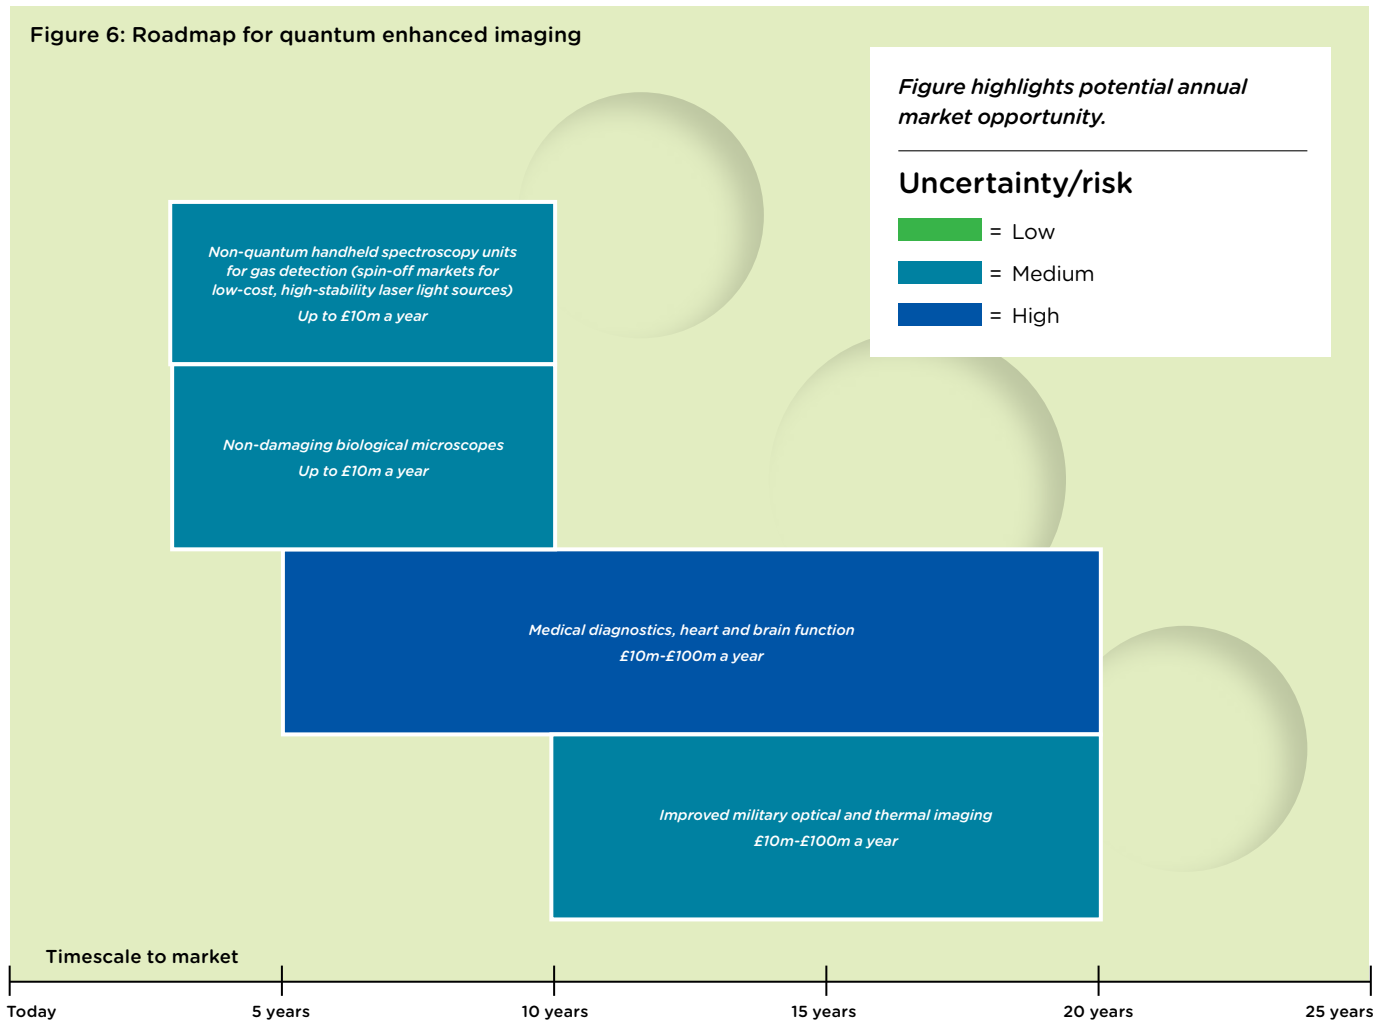 Figure 6: Roadmap for quantum enhanced imaging
Figure highlights potential annual
market opportunity.
Uncertainty/risk
= Low
= Medium
= High
Non-quantum handheld spectroscopy units
for gas detection (spin-off markets for
low-cost, high-stability laser light sources)
Up to £10m a year
Non-damaging biological microscopes
Up to £10m a year
Medical diagnostics, heart and brain function
£10m-£100m a year
Improved military optical and thermal imaging
£10m-£100m a year
Timescale to market
Today 5 years 10 years 15 years 20 years 25 years